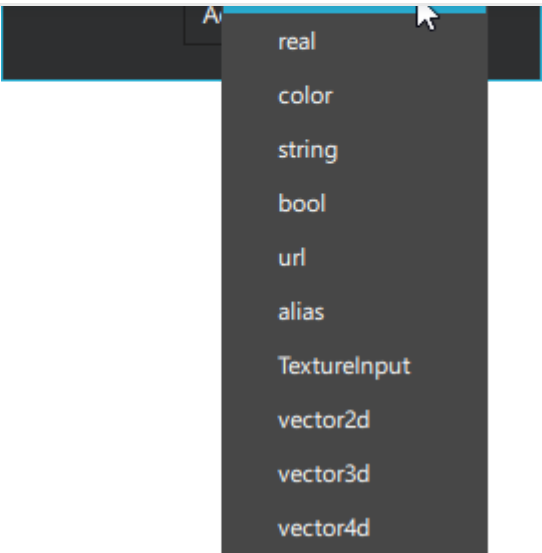 real
color
string
bool
url
alias
TextureInput
vector2d
vector3d
vector4d